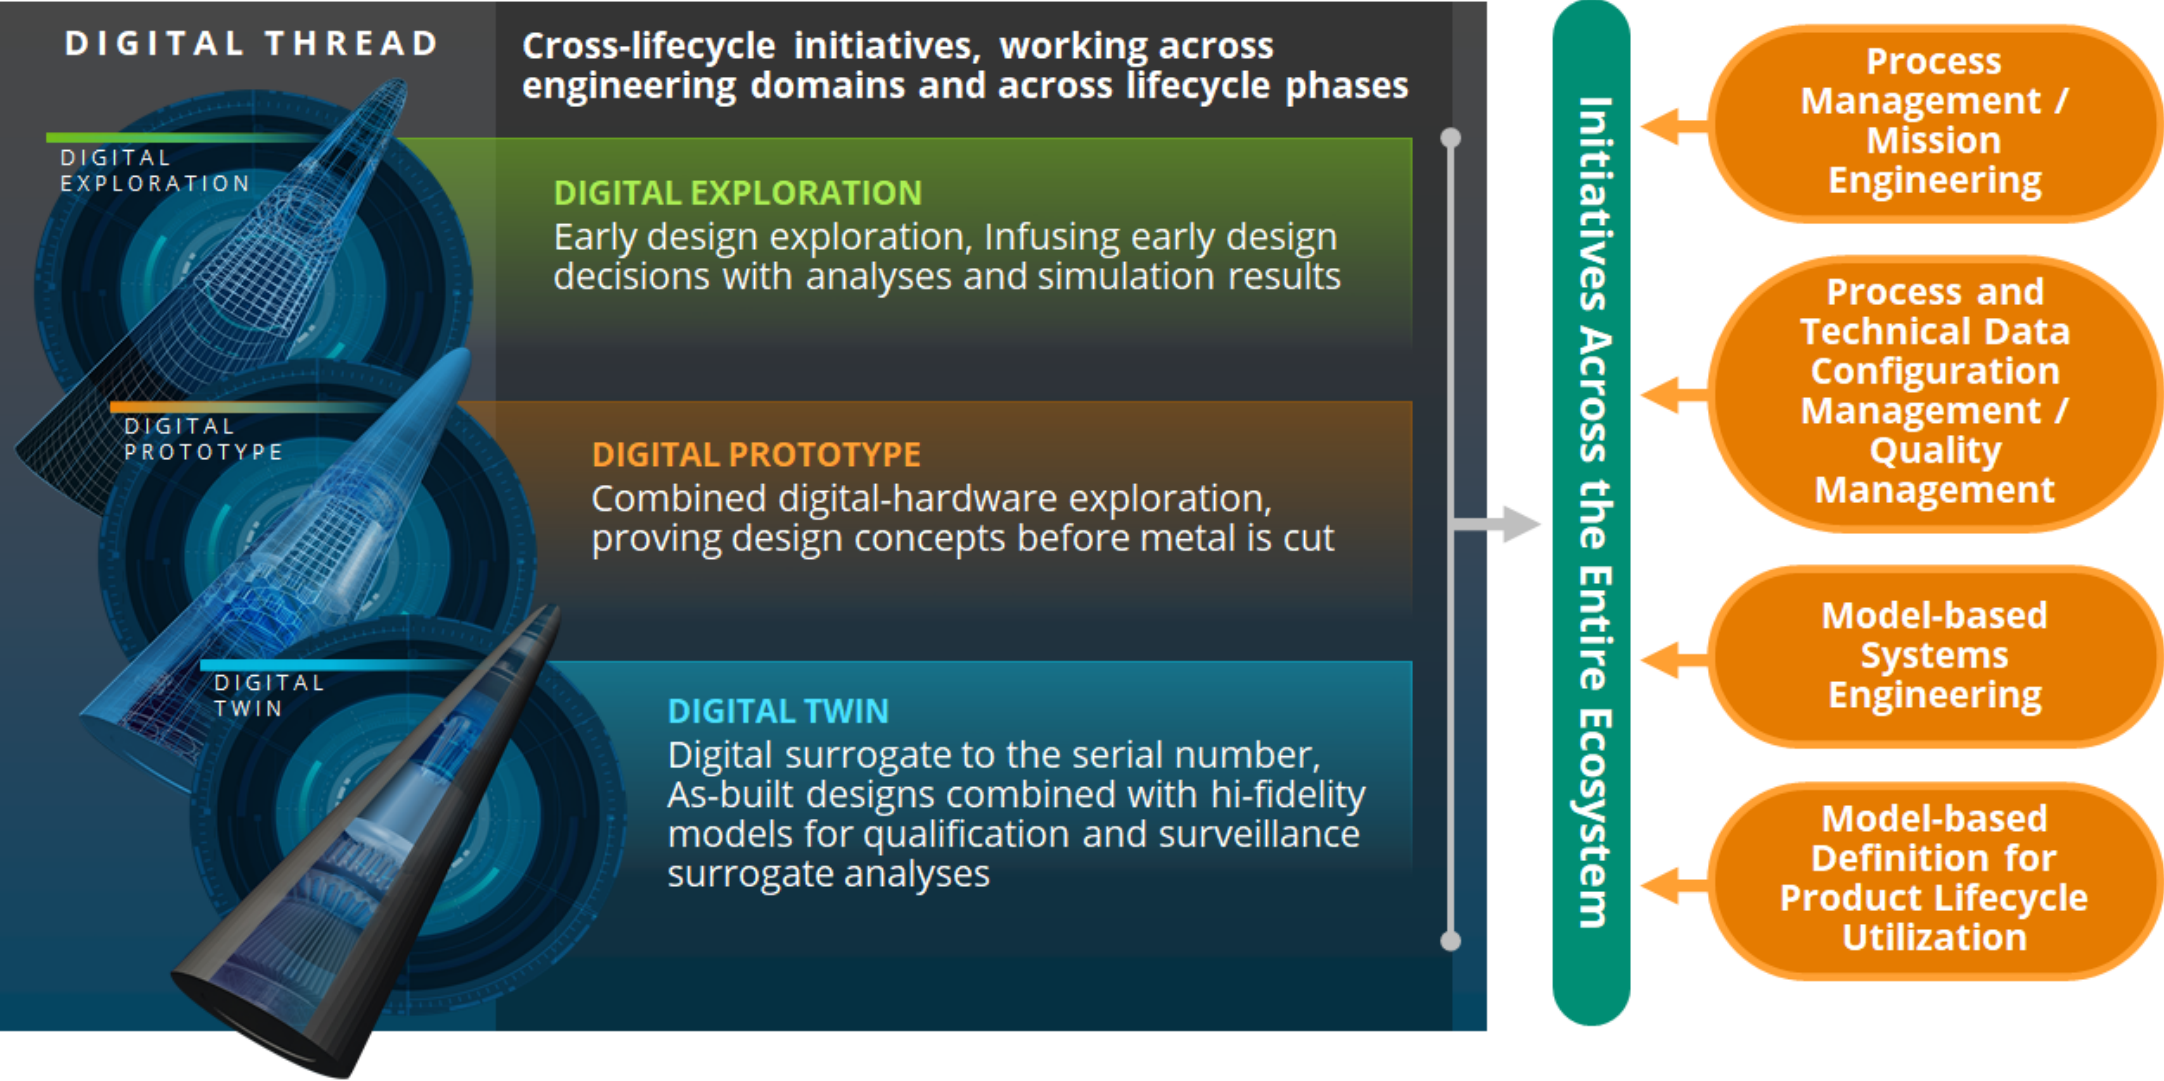 DIGITAL THREAD
Cross-lifecycle initiatives, working across
engineering domains and across lifecycle phases
DIGITAL
EXPLORATION
DIGITAL EXPLORATION
Early design exploration, Infusing early design
decisions with analyses and simulation results
DIGITAL
PROTOTYPE
DIGITAL PROTOTYPE
Combined digital-hardware exploration,
proving design concepts before metal is cut
DIGITAL
TWIN
DIGITAL TWIN
Digital surrogate to the serial number,
As-built designs combined with hi-fidelity
models for qualification and surveillance
surrogate analyses
Initiatives Across the Entire Ecosystem
Process
Management /
Mission
Engineering
Process and
Technical Data
Configuration
Management /
Quality
Management
Model-based
Systems
Engineering
Model-based
Definition for
Product Lifecycle
Utilization